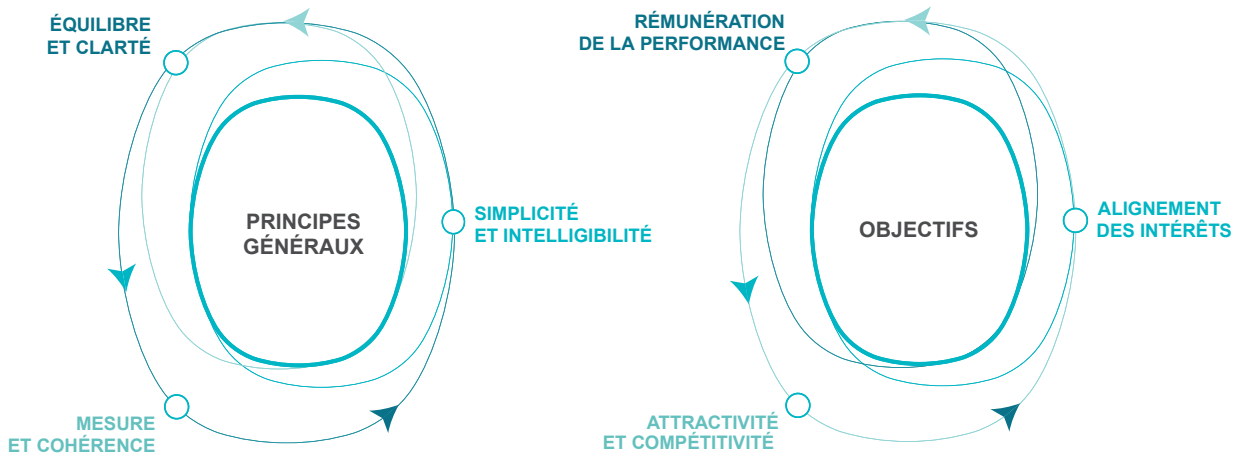 ÉQUILIBRE
ET CLARTÉ
PRINCIPES
GÉNÉRAUX
SIMPLICITÉ
ET INTELLIGIBILITÉ
MESURE
ET COHÉRENCE
RÉMUNÉRATION
DE LA PERFORMANCE
OBJECTIFS
ALIGNEMENT
DES INTÉRÊTS
ATTRACTIVITÉ
ET COMPÉTITIVITÉ